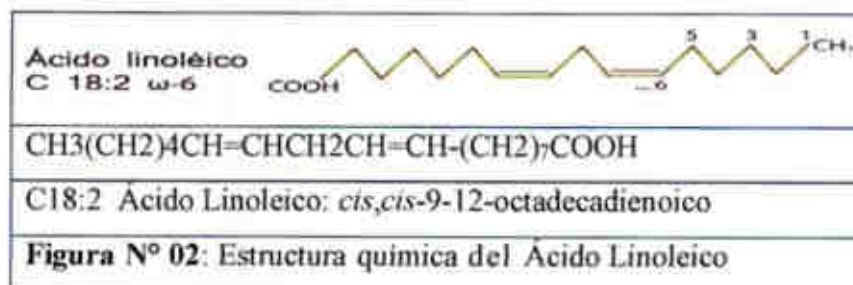 Ácido linoléico
C 18:2 ω-6
COOH
5 3 1 CH₃
ω 6
CH3(CH2)4CH=CHCH2CH=CH-(CH2)₇COOH
C18:2 Ácido Linoleico: cis,cis-9-12-octadecadienoico
Figura N° 02: Estructura química del Ácido Linoleico